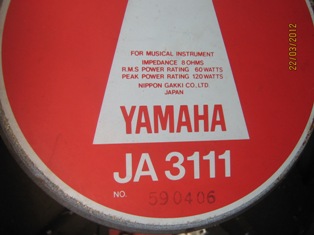 FOR MUSICAL INSTRUMENT
IMPEDANCE 8 OHMS
R.M.S POWER RATING 60 WATTS
PEAK POWER RATING 120 WATTS
NIPPON GAKKI CO., LTD
JAPAN
YAMAHA
JA 3111
NO. 590406
22/03/2012